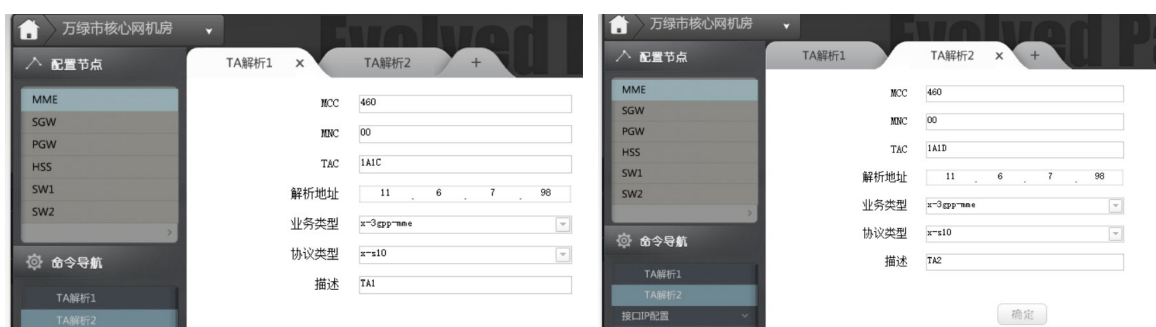 万绿市核心网机房
配置节点
TA解析1 x TA解析2 +
MME
SGW
PGW
HSS
SW1
SW2
MCC 460
MNC 00
TAC 1A1C
解析地址 11 . 6 . 7 . 98
业务类型 x-3gpp-mme
协议类型 x-s10
描述 TA1
命令导航
TA解析1
TA解析2
万绿市核心网机房
配置节点
TA解析1 TA解析2 x +
MME
SGW
PGW
HSS
SW1
SW2
MCC 460
MNC 00
TAC 1A1D
解析地址 11 . 6 . 7 . 98
业务类型 x-3gpp-mme
协议类型 x-s10
描述 TA2
确定
命令导航
TA解析1
TA解析2
接口IP配置